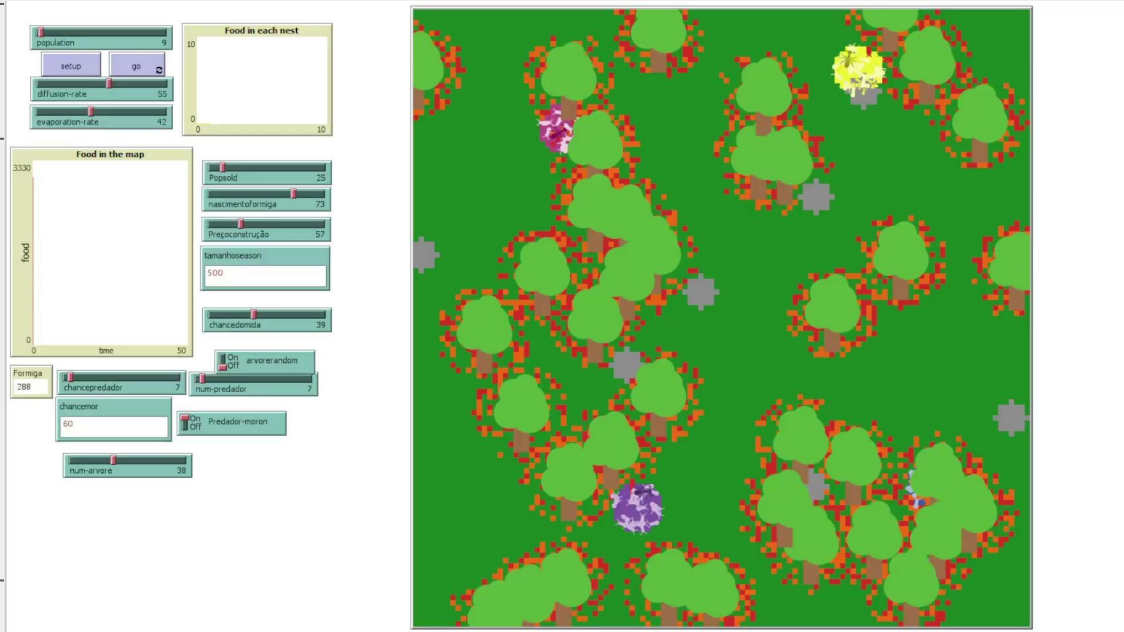 population 9
setup
go
diffusion-rate 55
evaporation-rate 42
Food in each nest
10
0
0 10
Food in the map
3330
food
0
0 time 50
Popsold 25
nascimentoformiga 73
Preçoconstrução 57
tamanhoseason
500
chancedomida 39
On
Off
arvorerandom
Formiga
288
chancepredador 7
num-predador 7
chancemor
60
On
Off
Predador-moron
num-arvore 38